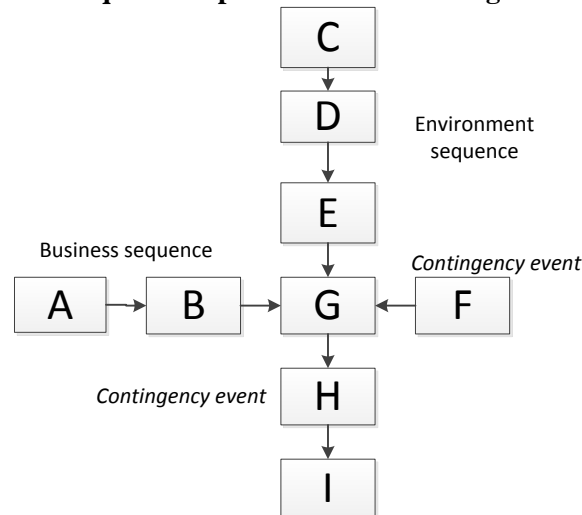 C
D
Environment
sequence
E
Business sequence
Contingency event
A
B
G
F
Contingency event
H
I